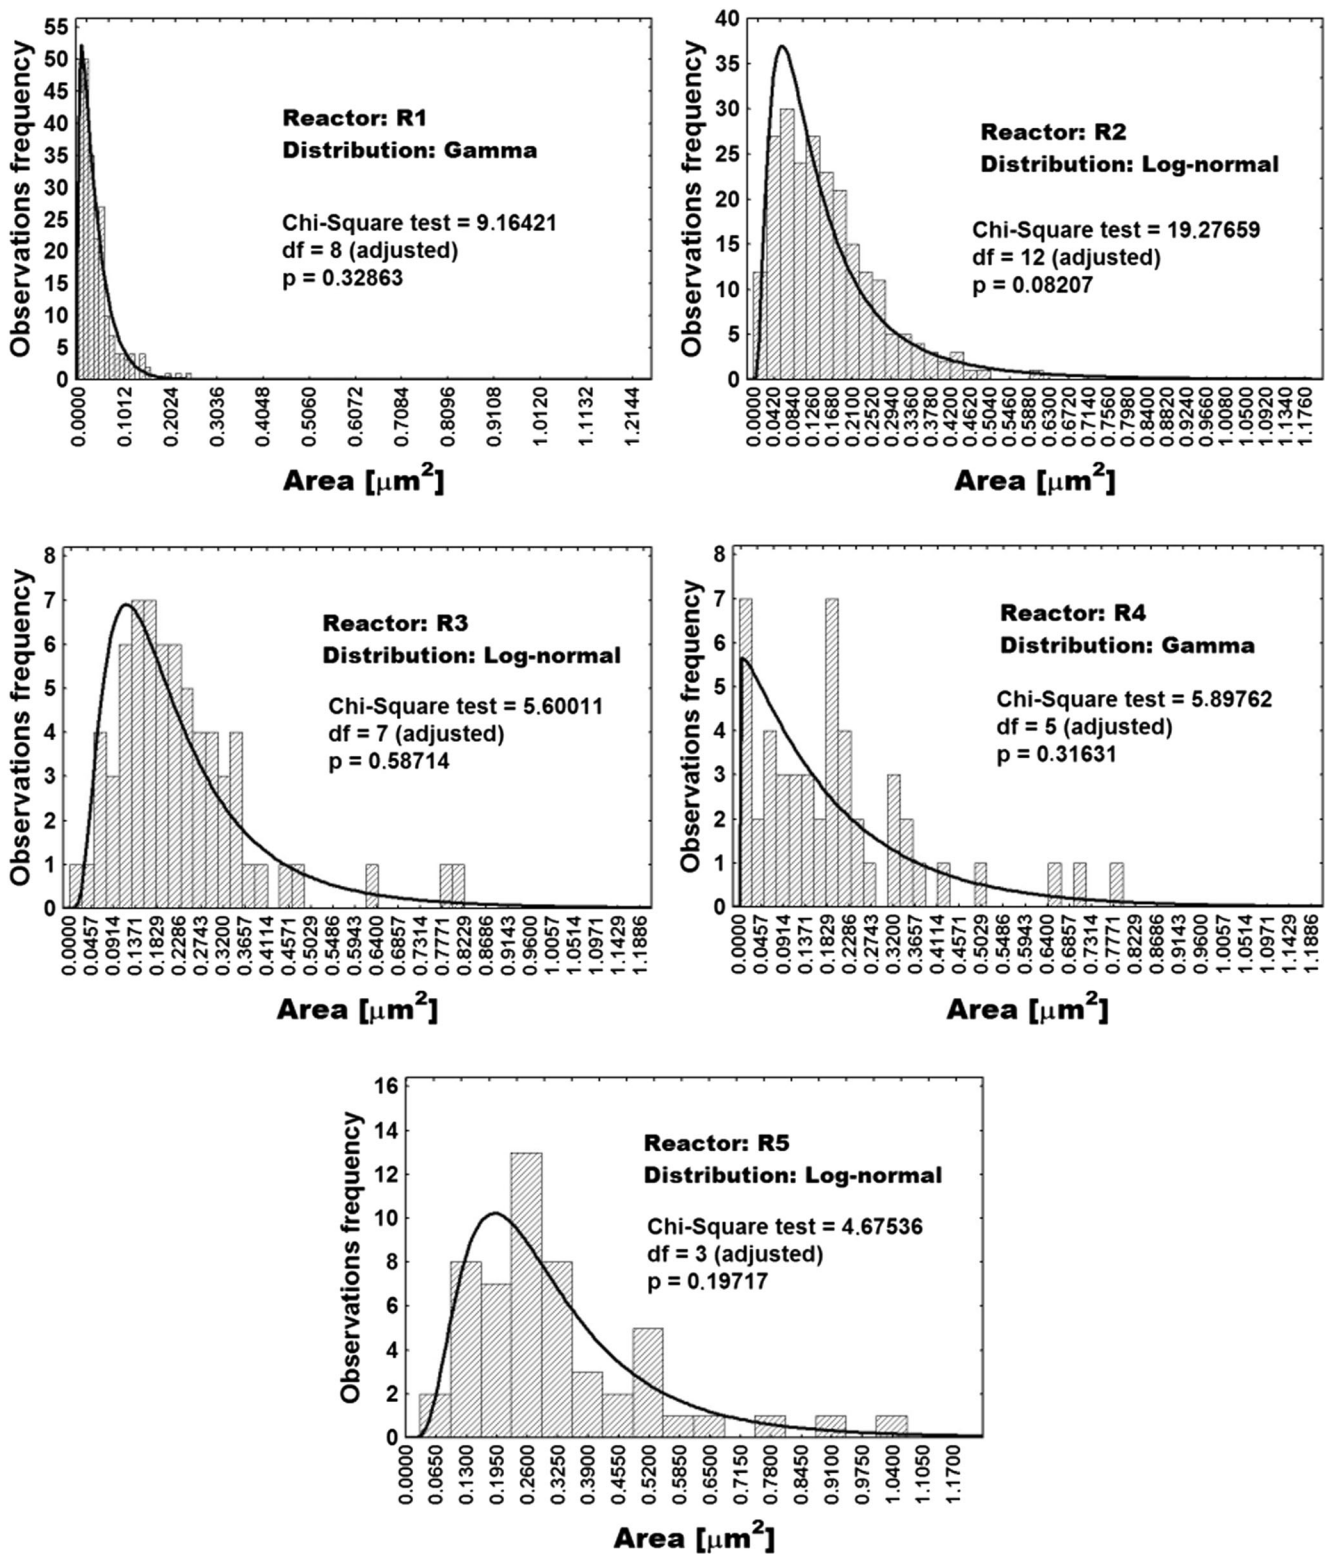 Observations frequency
55
50
45
40
35
30
25
20
15
10
5
0
Reactor: R1
Distribution: Gamma
Chi-Square test = 9.16421
df = 8 (adjusted)
p = 0.32863
0.0000 0.1012 0.2024 0.3036 0.4048 0.5060 0.6072 0.7084 0.8096 0.9108 1.0120 1.1132 1.2144
Area [μm²]
Observations frequency
40
35
30
25
20
15
10
5
0
Reactor: R2
Distribution: Log-normal
Chi-Square test = 19.27659
df = 12 (adjusted)
p = 0.08207
0.0000 0.0420 0.0840 0.1260 0.1680 0.2100 0.2520 0.2940 0.3360 0.3780 0.4200 0.4620 0.5040 0.5460 0.5880 0.6300 0.6720 0.7140 0.7560 0.7980 0.8400 0.8820 0.9240 0.9660 1.0080 1.0500 1.0920 1.1340 1.1760
Area [μm²]
Observations frequency
8
7
6
5
4
3
2
1
0
Reactor: R3
Distribution: Log-normal
Chi-Square test = 5.60011
df = 7 (adjusted)
p = 0.58714
0.0000 0.0457 0.0914 0.1371 0.1829 0.2286 0.2743 0.3200 0.3657 0.4114 0.4571 0.5029 0.5486 0.5943 0.6400 0.6857 0.7314 0.7771 0.8229 0.8686 0.9143 0.9600 1.0057 1.0514 1.0971 1.1429 1.1886
Area [μm²]
Observations frequency
8
7
6
5
4
3
2
1
0
Reactor: R4
Distribution: Gamma
Chi-Square test = 5.89762
df = 5 (adjusted)
p = 0.31631
0.0000 0.0457 0.0914 0.1371 0.1829 0.2286 0.2743 0.3200 0.3657 0.4114 0.4571 0.5029 0.5486 0.5943 0.6400 0.6857 0.7314 0.7771 0.8229 0.8686 0.9143 0.9600 1.0057 1.0514 1.0971 1.1429 1.1886
Area [μm²]
Observations frequency
16
14
12
10
8
6
4
2
0
Reactor: R5
Distribution: Log-normal
Chi-Square test = 4.67536
df = 3 (adjusted)
p = 0.19717
0.0000 0.0650 0.1300 0.1950 0.2600 0.3250 0.3900 0.4550 0.5200 0.5850 0.6500 0.7150 0.7800 0.8450 0.9100 0.9750 1.0400 1.1050 1.1700
Area [μm²]